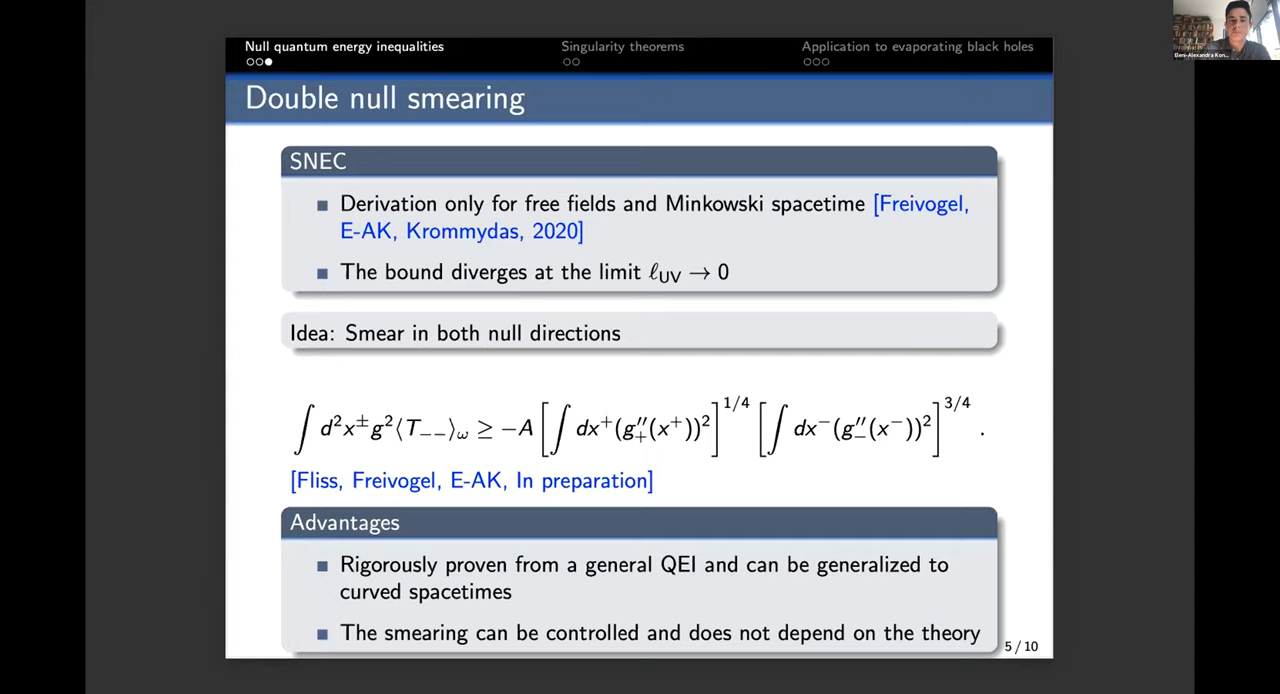 Null quantum energy inequalities
Singularity theorems
Application to evaporating black holes
Double null smearing
SNEC
Derivation only for free fields and Minkowski spacetime [Freivogel,
E-AK, Krommydas, 2020]
The bound diverges at the limit ℓ_UV → 0
Idea: Smear in both null directions
∫ d²x^± g² ⟨T_−−⟩_ω ≥ −A [∫ dx⁺(g″₊(x⁺))²]^{1/4} [∫ dx⁻(g″₋(x⁻))²]^{3/4} .
[Fliss, Freivogel, E-AK, In preparation]
Advantages
Rigorously proven from a general QEI and can be generalized to
curved spacetimes
The smearing can be controlled and does not depend on the theory
5 / 10
Eleni-Alexandra Kon...